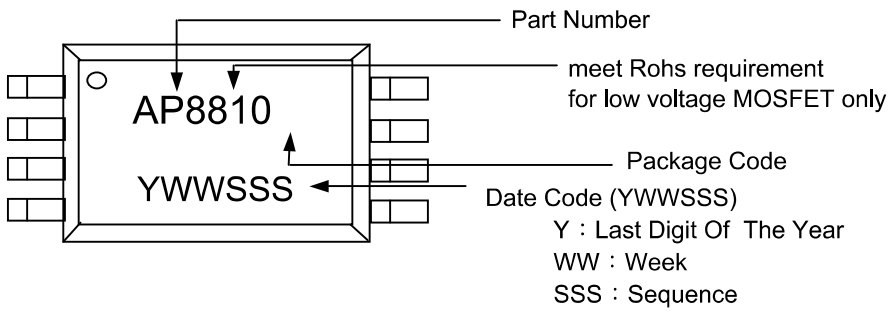 Part Number
meet Rohs requirement
for low voltage MOSFET only
AP8810
Package Code
YWWSSS
Date Code (YWWSSS)
Y：Last Digit Of The Year
WW：Week
SSS：Sequence